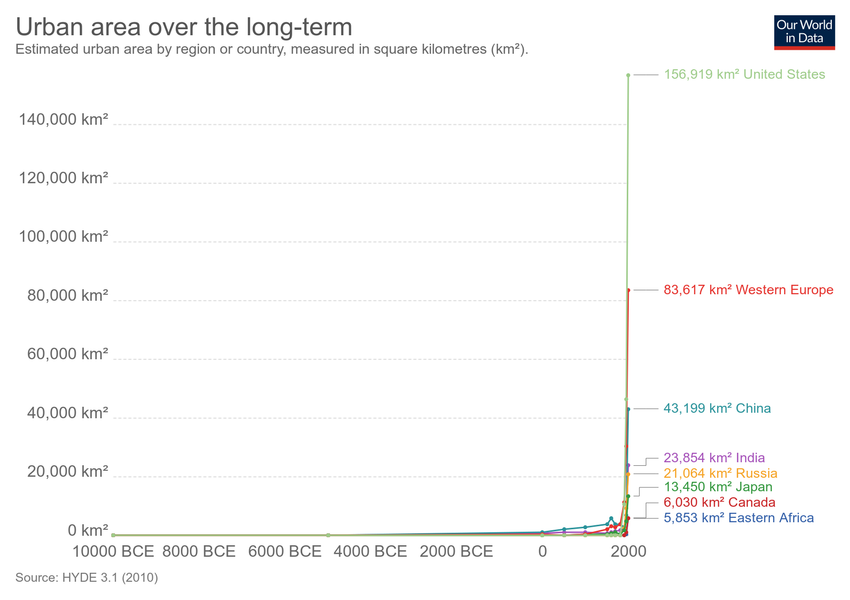 Urban area over the long-term
Estimated urban area by region or country, measured in square kilometres (km²).
Our World
in Data
156,919 km² United States
140,000 km²
120,000 km²
100,000 km²
83,617 km² Western Europe
80,000 km²
60,000 km²
43,199 km² China
40,000 km²
23,854 km² India
21,064 km² Russia
20,000 km²
13,450 km² Japan
6,030 km² Canada
5,853 km² Eastern Africa
0 km²
10000 BCE 8000 BCE 6000 BCE 4000 BCE 2000 BCE 0 2000
Source: HYDE 3.1 (2010)